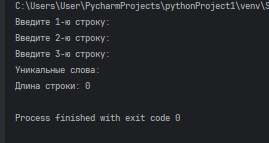 C:\Users\User\PycharmProjects\pythonProject1\venv\S
Введите 1-ю строку:
Введите 2-ю строку:
Введите 3-ю строку:
Уникальные слова:
Длина строки: 0
Process finished with exit code 0